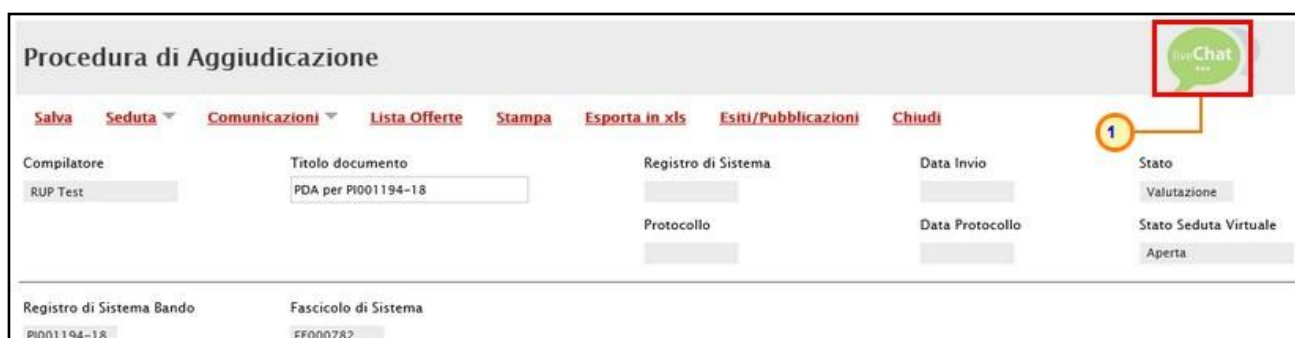 Procedura di Aggiudicazione
liveChat
Salva Seduta Comunicazioni Lista Offerte Stampa Esporta in xls Esiti/Pubblicazioni Chiudi
1
Compilatore Titolo documento Registro di Sistema Data Invio Stato
RUP Test PDA per PI001194-18 Valutazione
Protocollo Data Protocollo Stato Seduta Virtuale
Aperta
Registro di Sistema Bando Fascicolo di Sistema
PI001194-18 FE000782